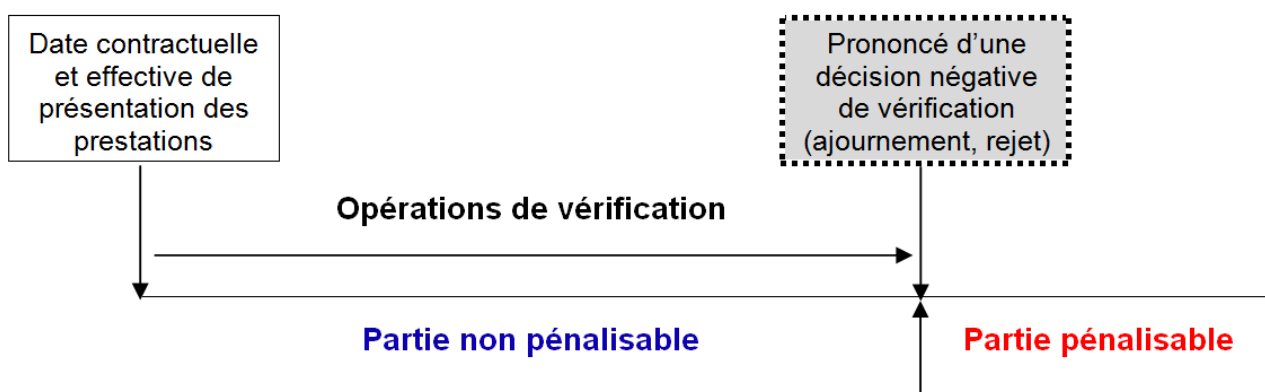 Date contractuelle
et effective de
présentation des
prestations
Prononcé d’une
décision négative
de vérification
(ajournement, rejet)
Opérations de vérification
Partie non pénalisable
Partie pénalisable